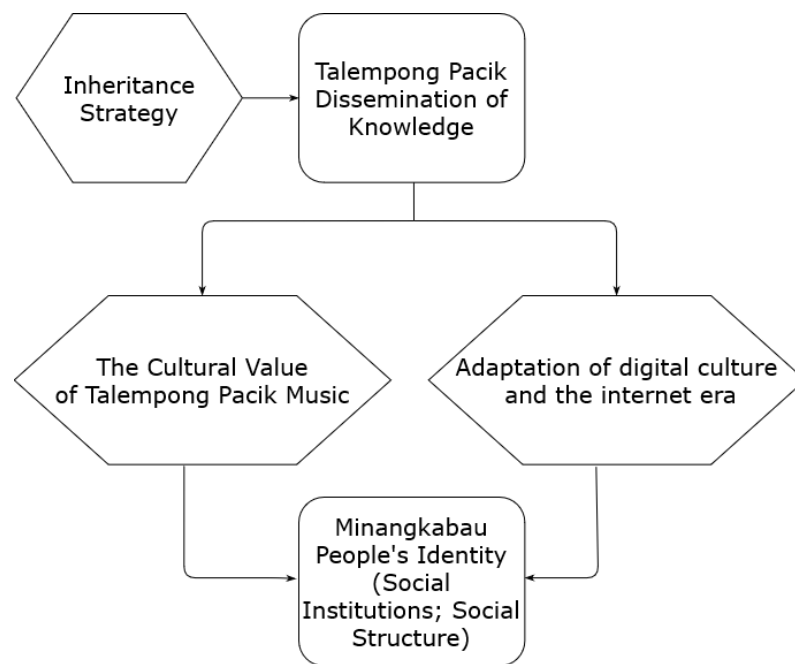 Inheritance
Strategy
Talempong Pacik
Dissemination of
Knowledge
The Cultural Value
of Talempong Pacik Music
Adaptation of digital culture
and the internet era
Minangkabau
People's Identity
(Social
Institutions; Social
Structure)